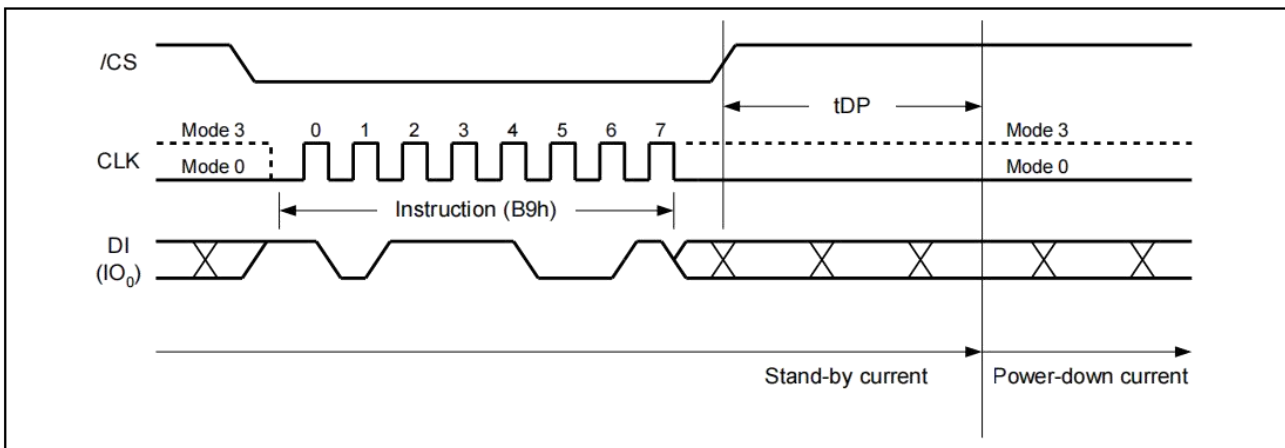 /CS
tDP
Mode 3 0 1 2 3 4 5 6 7 Mode 3
CLK
Mode 0 Mode 0
Instruction (B9h)
DI
(IO₀)
Stand-by current Power-down current